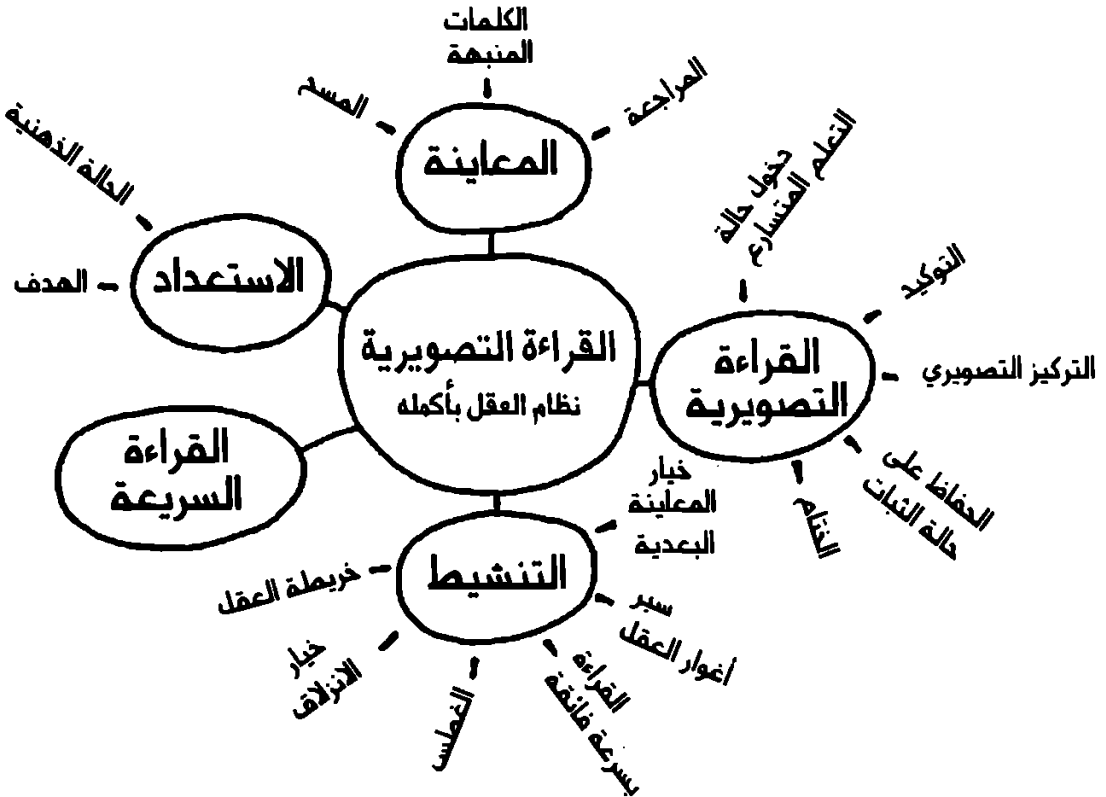 الكلمات
المنبهة
المسح
المراجعة
المعاينة
الحالة الذهنية
الهدف
الاستعداد
دخول حالة
التعلم المتسارع
التوكيد
التركيز التصويري
الحفاظ على
حالة الثبات
الختام
القراءة
التصويرية
القراءة التصويرية
نظام العقل بأكمله
القراءة
السريعة
التنشيط
خيار
المعاينة
البعدية
سبر
أغوار العقل
القراءة
بسرعة فائقة
الغطس
خيار
الانزلاق
خريطة العقل